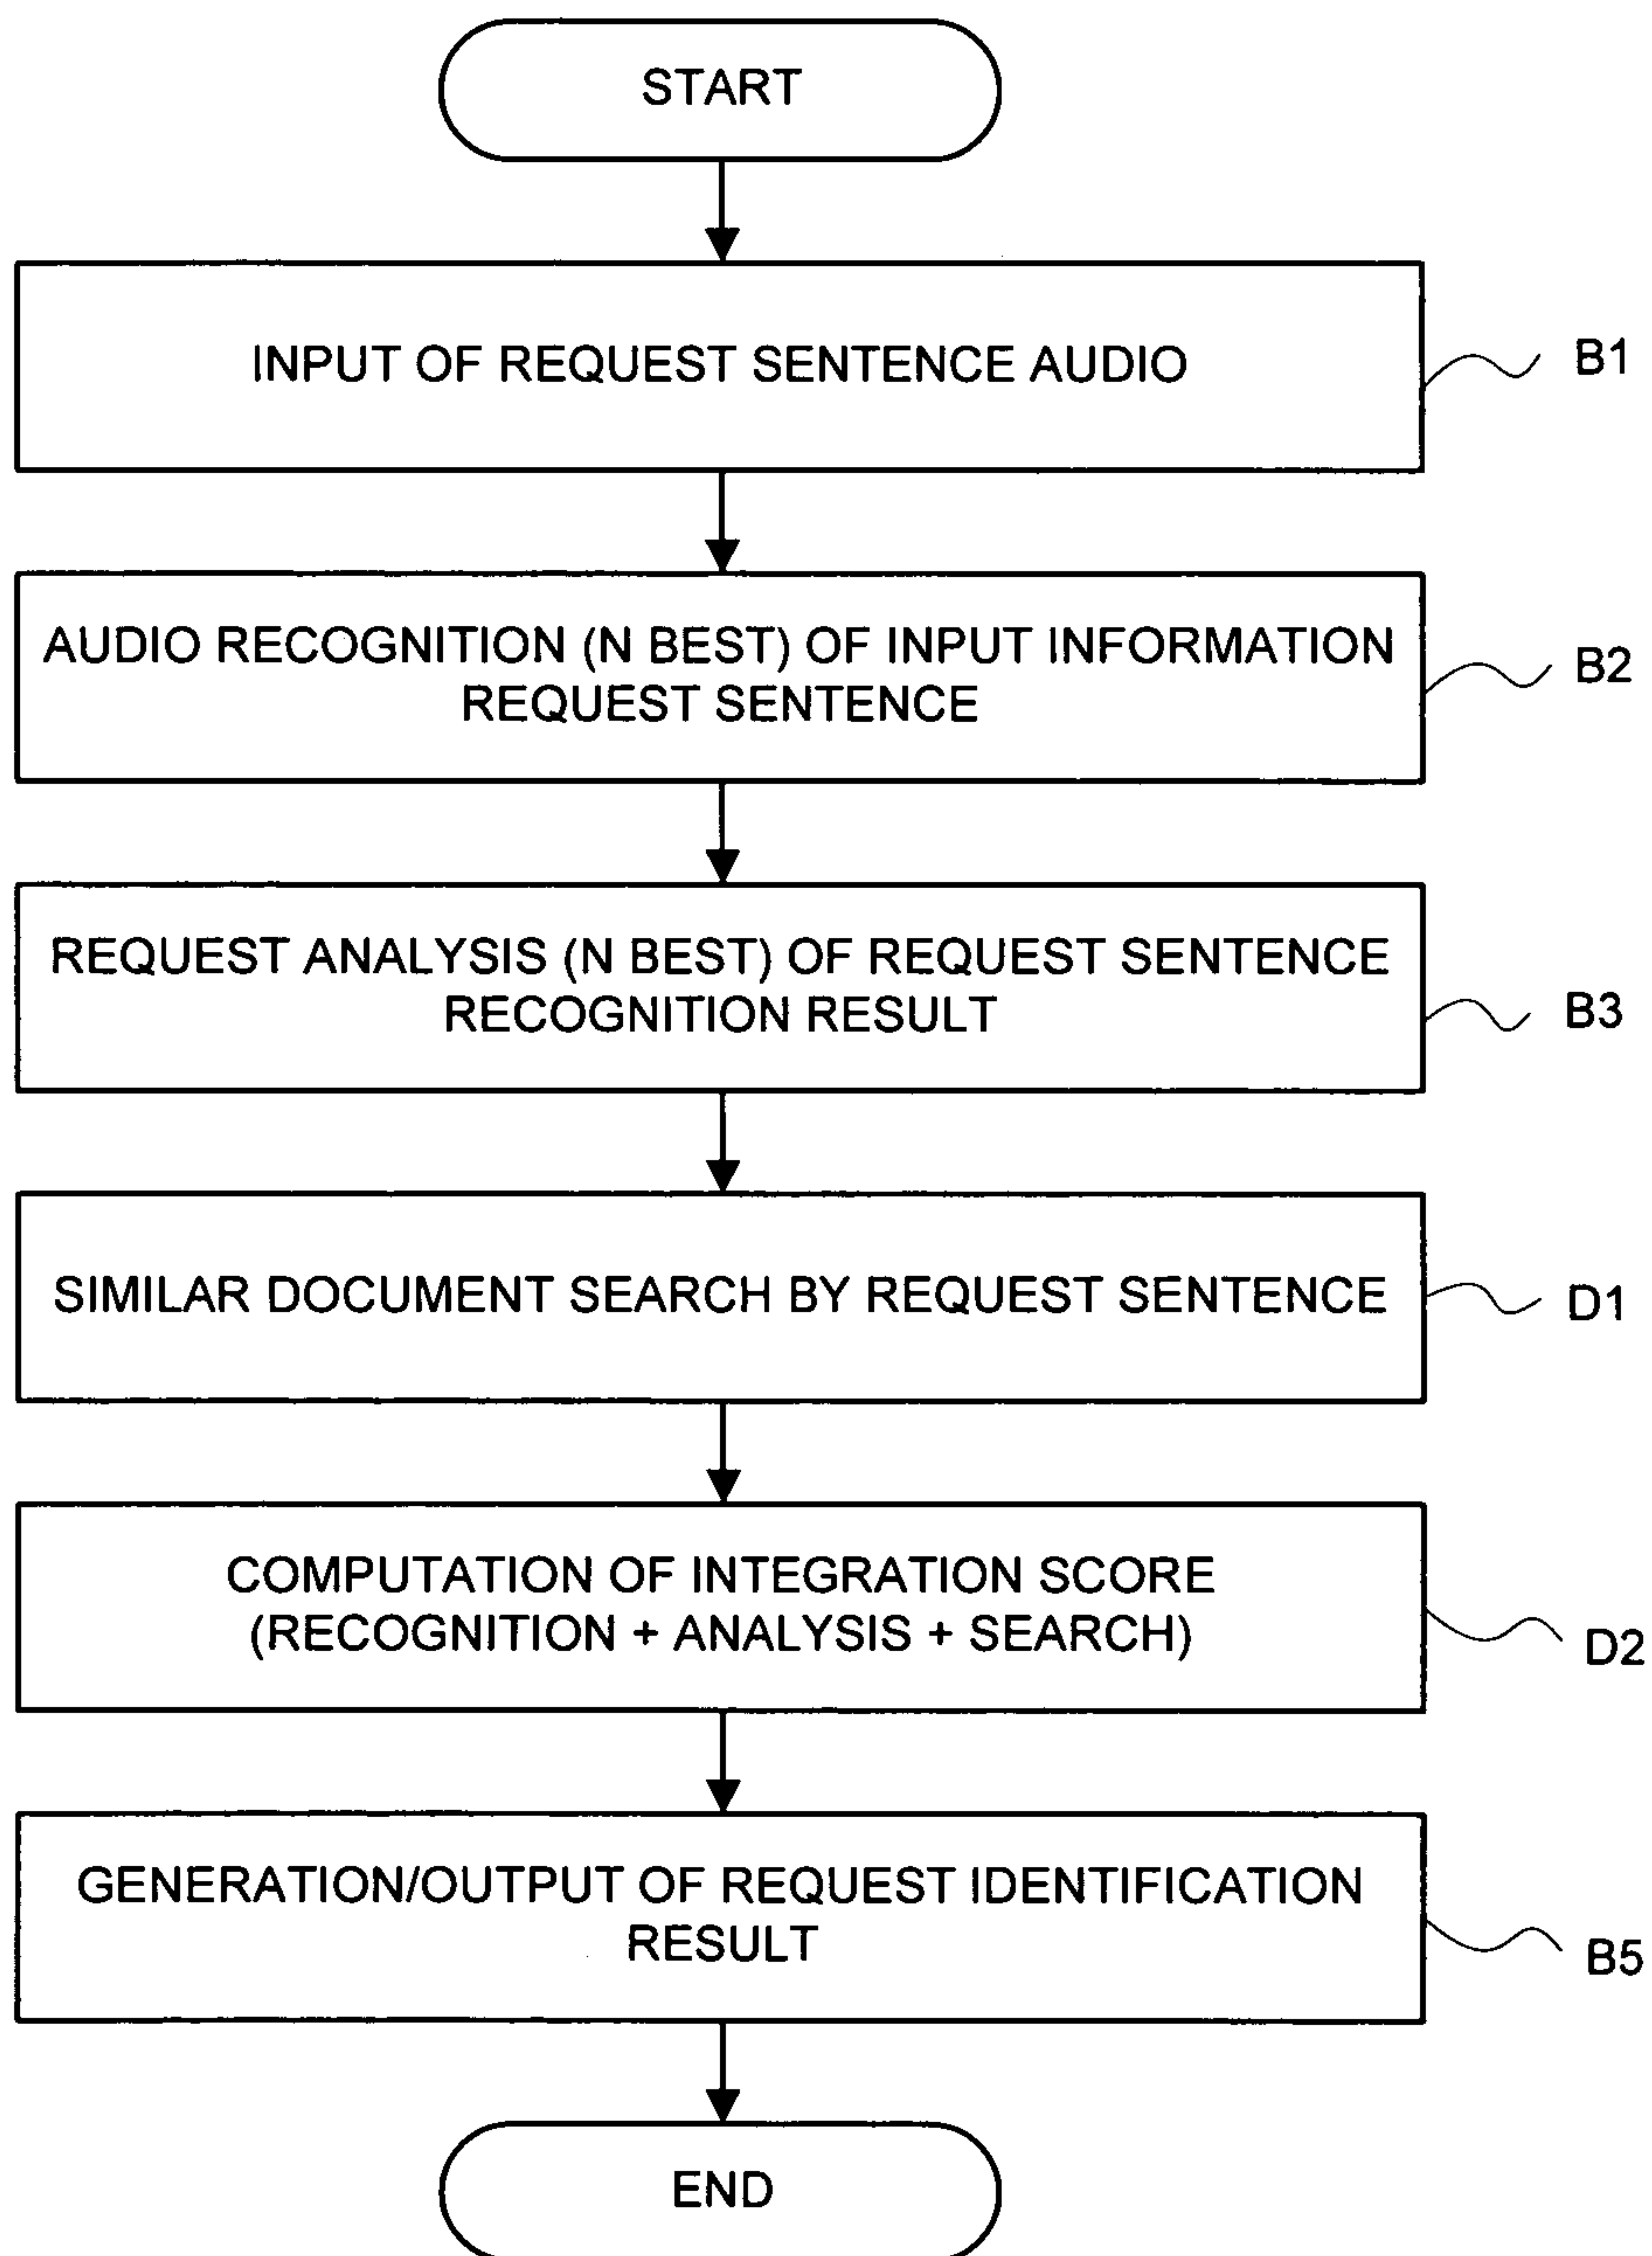 START
INPUT OF REQUEST SENTENCE AUDIO
B1
AUDIO RECOGNITION (N BEST) OF INPUT INFORMATION
REQUEST SENTENCE
B2
REQUEST ANALYSIS (N BEST) OF REQUEST SENTENCE
RECOGNITION RESULT
B3
SIMILAR DOCUMENT SEARCH BY REQUEST SENTENCE
D1
COMPUTATION OF INTEGRATION SCORE
(RECOGNITION + ANALYSIS + SEARCH)
D2
GENERATION/OUTPUT OF REQUEST IDENTIFICATION
RESULT
B5
END